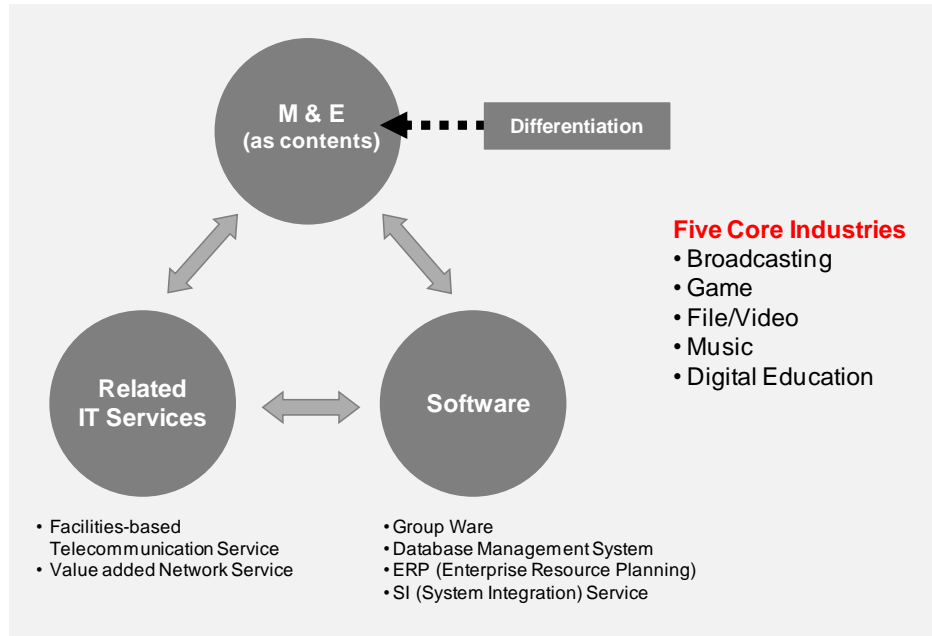 M & E
(as contents)
Differentiation
Five Core Industries
• Broadcasting
• Game
• File/Video
• Music
• Digital Education
Related
IT Services
Software
• Facilities-based
Telecommunication Service
• Value added Network Service
• Group Ware
• Database Management System
• ERP (Enterprise Resource Planning)
• SI (System Integration) Service